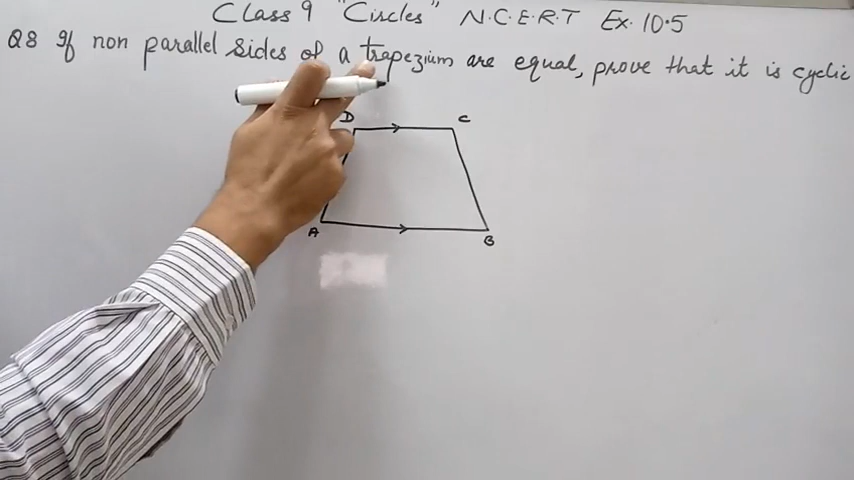 Class 9 "Circles" N.C.E.R.T Ex. 10.5
Q8 If non parallel sides of a trapezium are equal, prove that it is cyclic
D C
A B